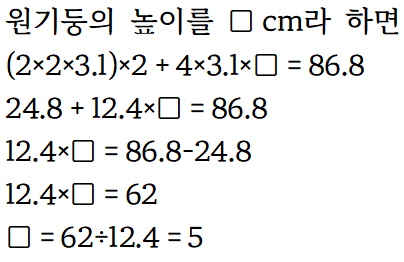 원기둥의 높이를 □ cm라 하면
(2×2×3.1)×2 + 4×3.1×□ = 86.8
24.8 + 12.4×□ = 86.8
12.4×□ = 86.8-24.8
12.4×□ = 62
□ = 62÷12.4 = 5